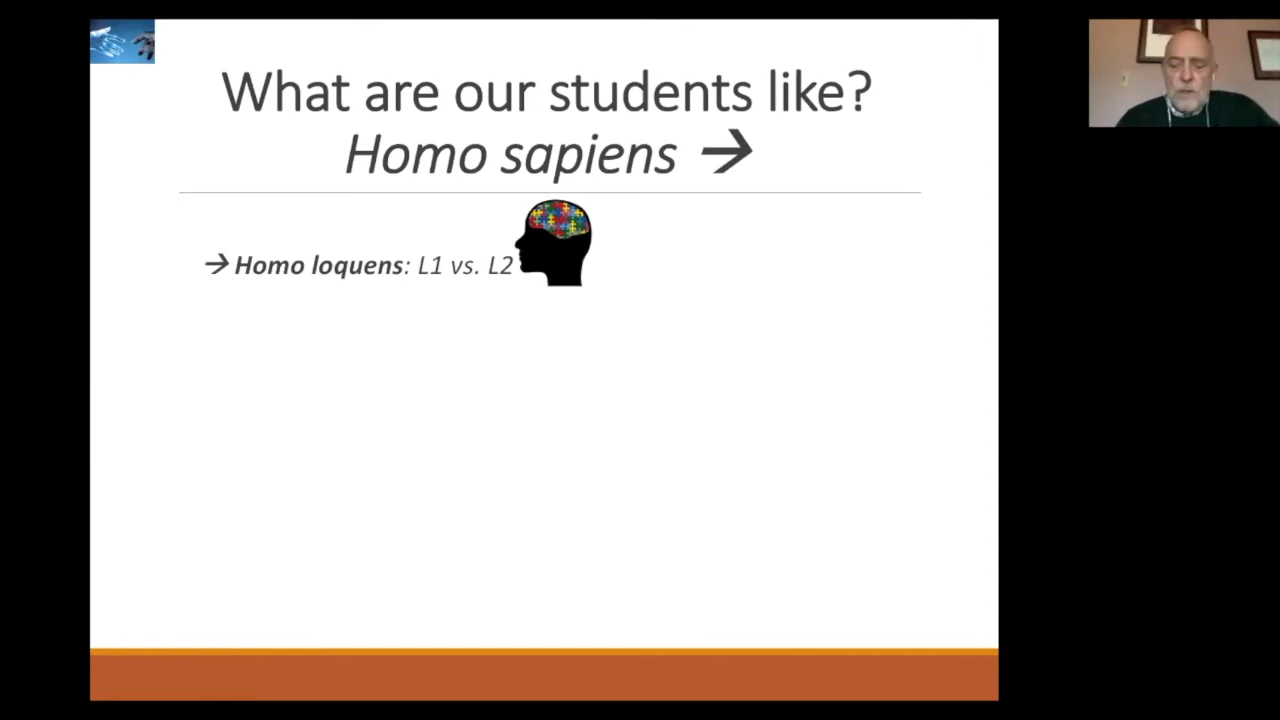 What are our students like?
Homo sapiens →
→ Homo loquens: L1 vs. L2